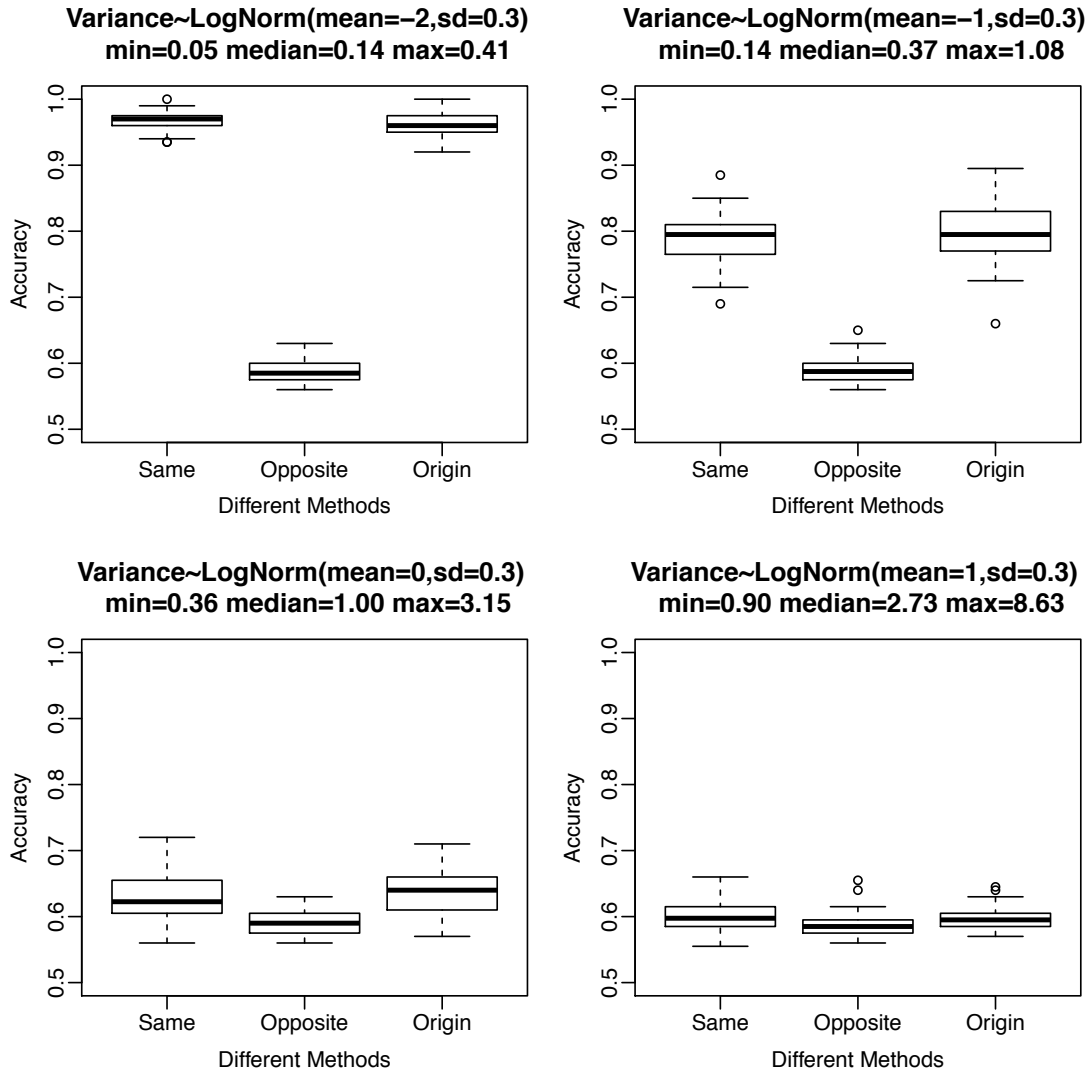 Variance~LogNorm(mean=−2,sd=0.3)
min=0.05 median=0.14 max=0.41
1.0
0.9
0.8
0.7
0.6
0.5
Accuracy
Same Opposite Origin
Different Methods
Variance~LogNorm(mean=−1,sd=0.3)
min=0.14 median=0.37 max=1.08
1.0
0.9
0.8
0.7
0.6
0.5
Accuracy
Same Opposite Origin
Different Methods
Variance~LogNorm(mean=0,sd=0.3)
min=0.36 median=1.00 max=3.15
1.0
0.9
0.8
0.7
0.6
0.5
Accuracy
Same Opposite Origin
Different Methods
Variance~LogNorm(mean=1,sd=0.3)
min=0.90 median=2.73 max=8.63
1.0
0.9
0.8
0.7
0.6
0.5
Accuracy
Same Opposite Origin
Different Methods